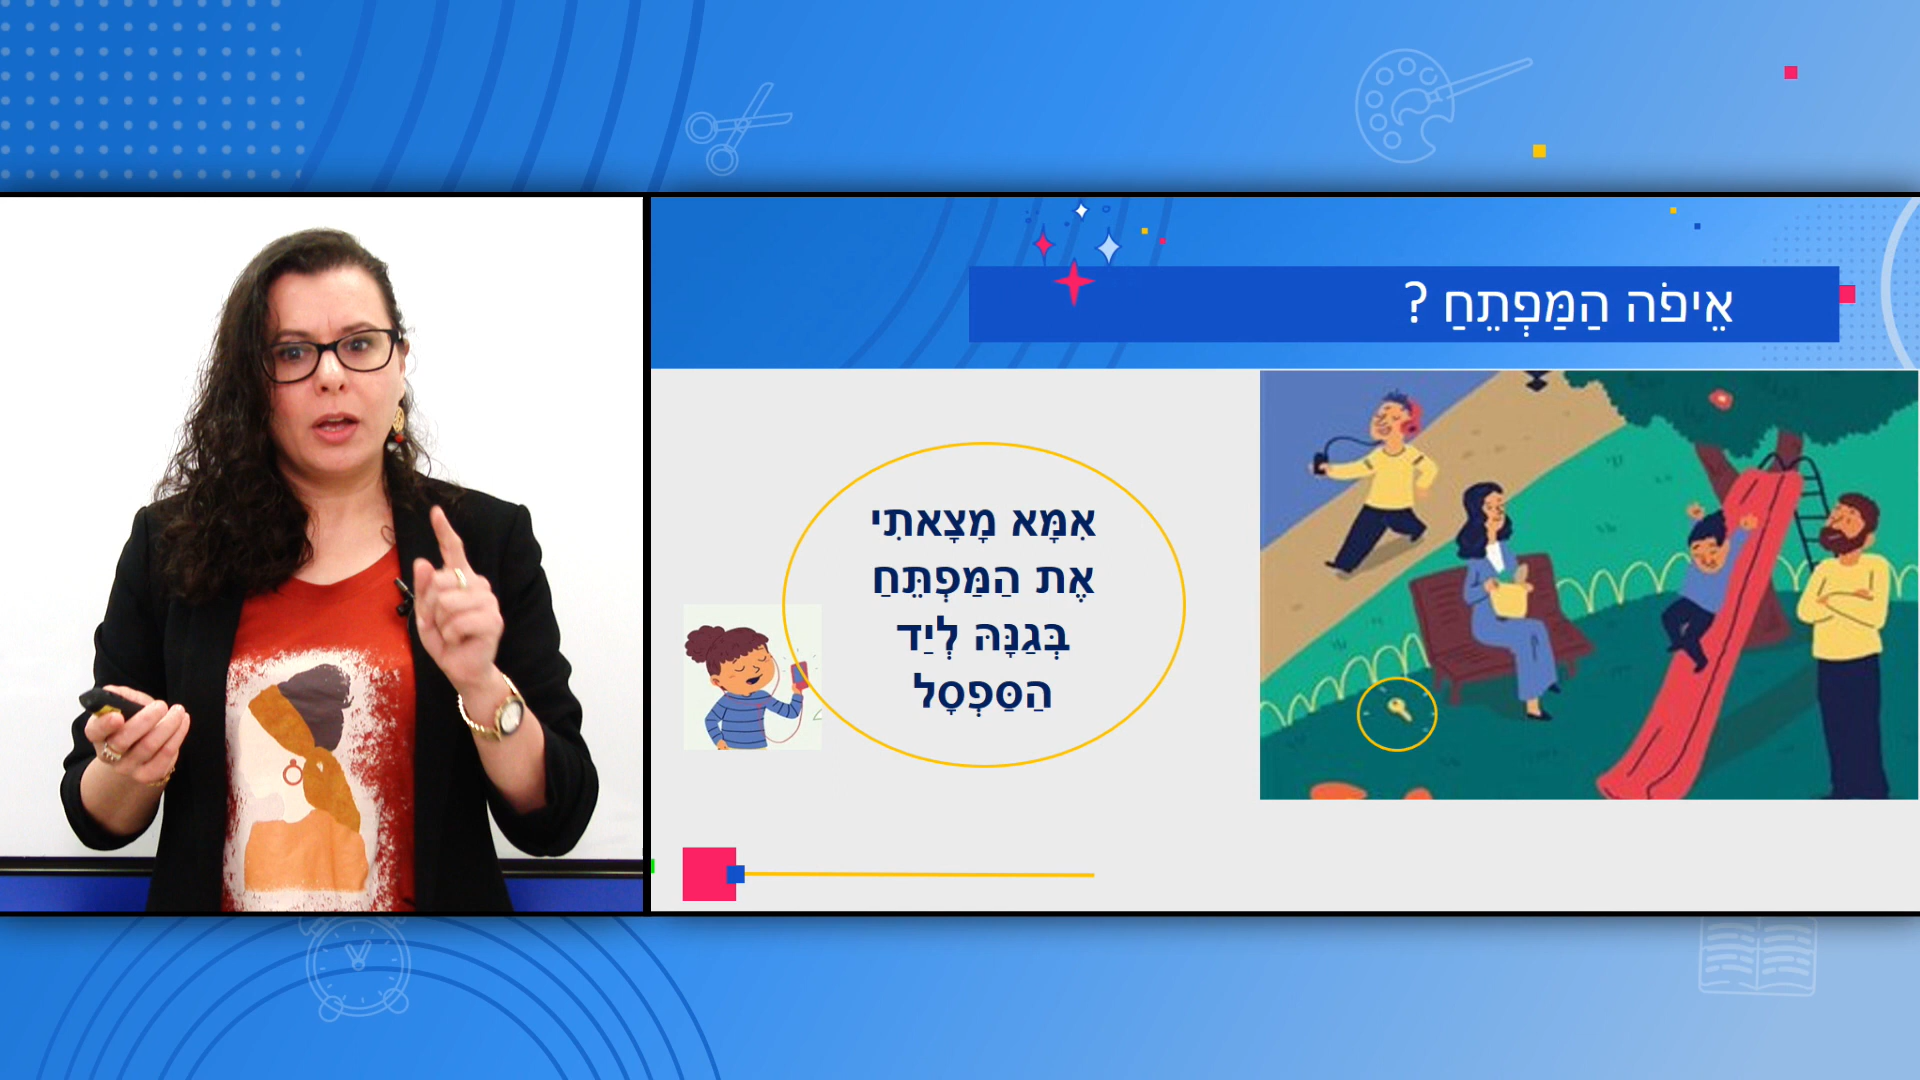 אֵיפֹה הַמַּפְתֵּחַ ?
אִמָּא מָצָאתִי
אֶת הַמַּפְתֵּחַ
בְּגַנָּהּ לְיַד
הַסַּפְסָל